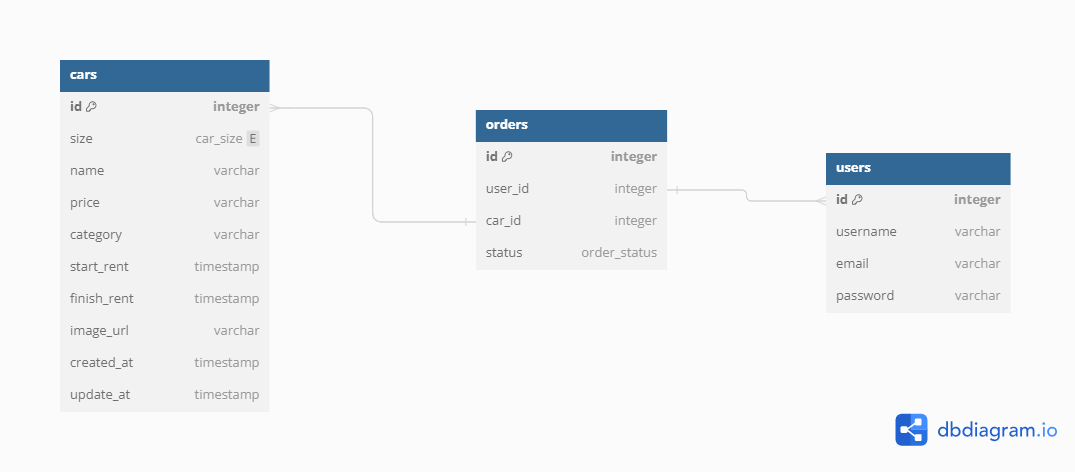 cars
id integer
size car_size E
name varchar
price varchar
category varchar
start_rent timestamp
finish_rent timestamp
image_url varchar
created_at timestamp
update_at timestamp
orders
id integer
user_id integer
car_id integer
status order_status
users
id integer
username varchar
email varchar
password varchar
dbdiagram.io